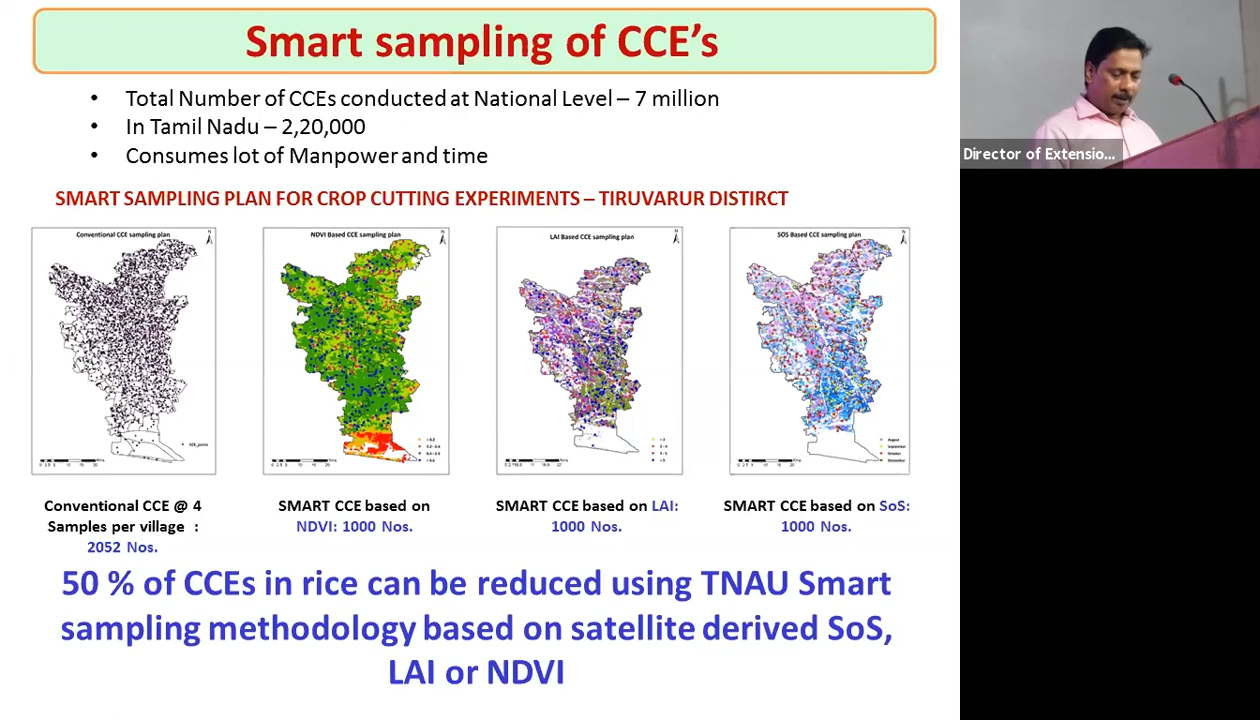 Smart sampling of CCE's
• Total Number of CCEs conducted at National Level – 7 million
• In Tamil Nadu – 2,20,000
• Consumes lot of Manpower and time
Director of Extensio...
SMART SAMPLING PLAN FOR CROP CUTTING EXPERIMENTS – TIRUVARUR DISTIRCT
Conventional CCE sampling plan
NDVI Based CCE sampling plan
LAI Based CCE sampling plan
SOS Based CCE sampling plan
N
N
N
N
August
September
October
November
Conventional CCE @ 4
Samples per village :
2052 Nos.
SMART CCE based on
NDVI: 1000 Nos.
SMART CCE based on LAI:
1000 Nos.
SMART CCE based on SoS:
1000 Nos.
50 % of CCEs in rice can be reduced using TNAU Smart
sampling methodology based on satellite derived SoS,
LAI or NDVI